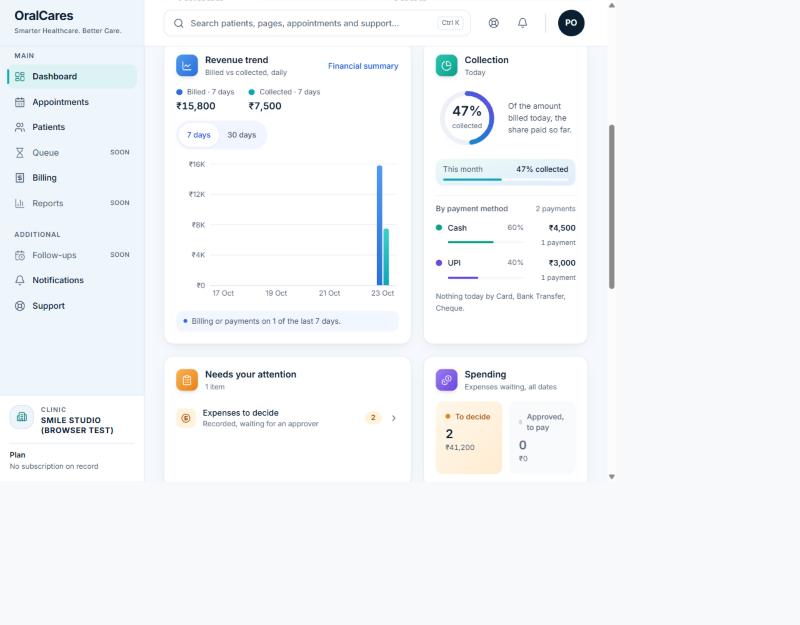 OralCares
Smarter Healthcare. Better Care.
Search patients, pages, appointments and support...
Ctrl K
PO
MAIN
Dashboard
Appointments
Patients
Queue SOON
Billing
Reports SOON
ADDITIONAL
Follow-ups SOON
Notifications
Support
CLINIC
SMILE STUDIO
(BROWSER TEST)
Plan
No subscription on record
Revenue trend
Billed vs collected, daily
Financial summary
Billed · 7 days
₹15,800
Collected · 7 days
₹7,500
7 days
30 days
₹16K
₹12K
₹8K
₹4K
₹0
17 Oct 19 Oct 21 Oct 23 Oct
Billing or payments on 1 of the last 7 days.
Collection
Today
47%
collected
Of the amount
billed today, the
share paid so far.
This month 47% collected
By payment method 2 payments
Cash 60% ₹4,500
1 payment
UPI 40% ₹3,000
1 payment
Nothing today by Card, Bank Transfer,
Cheque.
Needs your attention
1 item
Expenses to decide
Recorded, waiting for an approver
2
Spending
Expenses waiting, all dates
To decide
2
₹41,200
Approved,
to pay
0
₹0